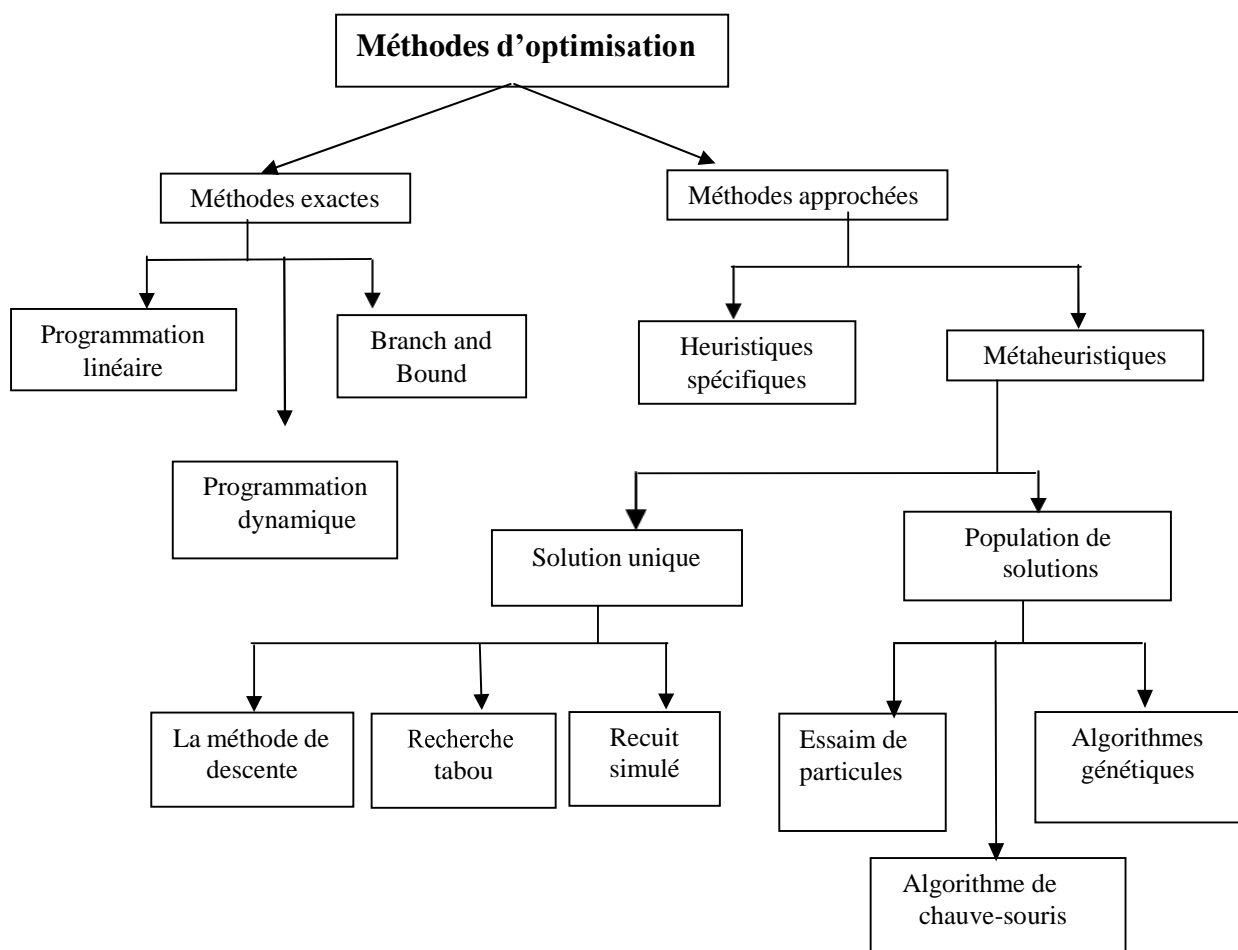 Méthodes d’optimisation
Méthodes exactes
Méthodes approchées
Programmation
linéaire
Branch and
Bound
Heuristiques
spécifiques
Métaheuristiques
Programmation
dynamique
Solution unique
Population de
solutions
La méthode de
descente
Recherche
tabou
Recuit
simulé
Essaim de
particules
Algorithmes
génétiques
Algorithme de
chauve-souris